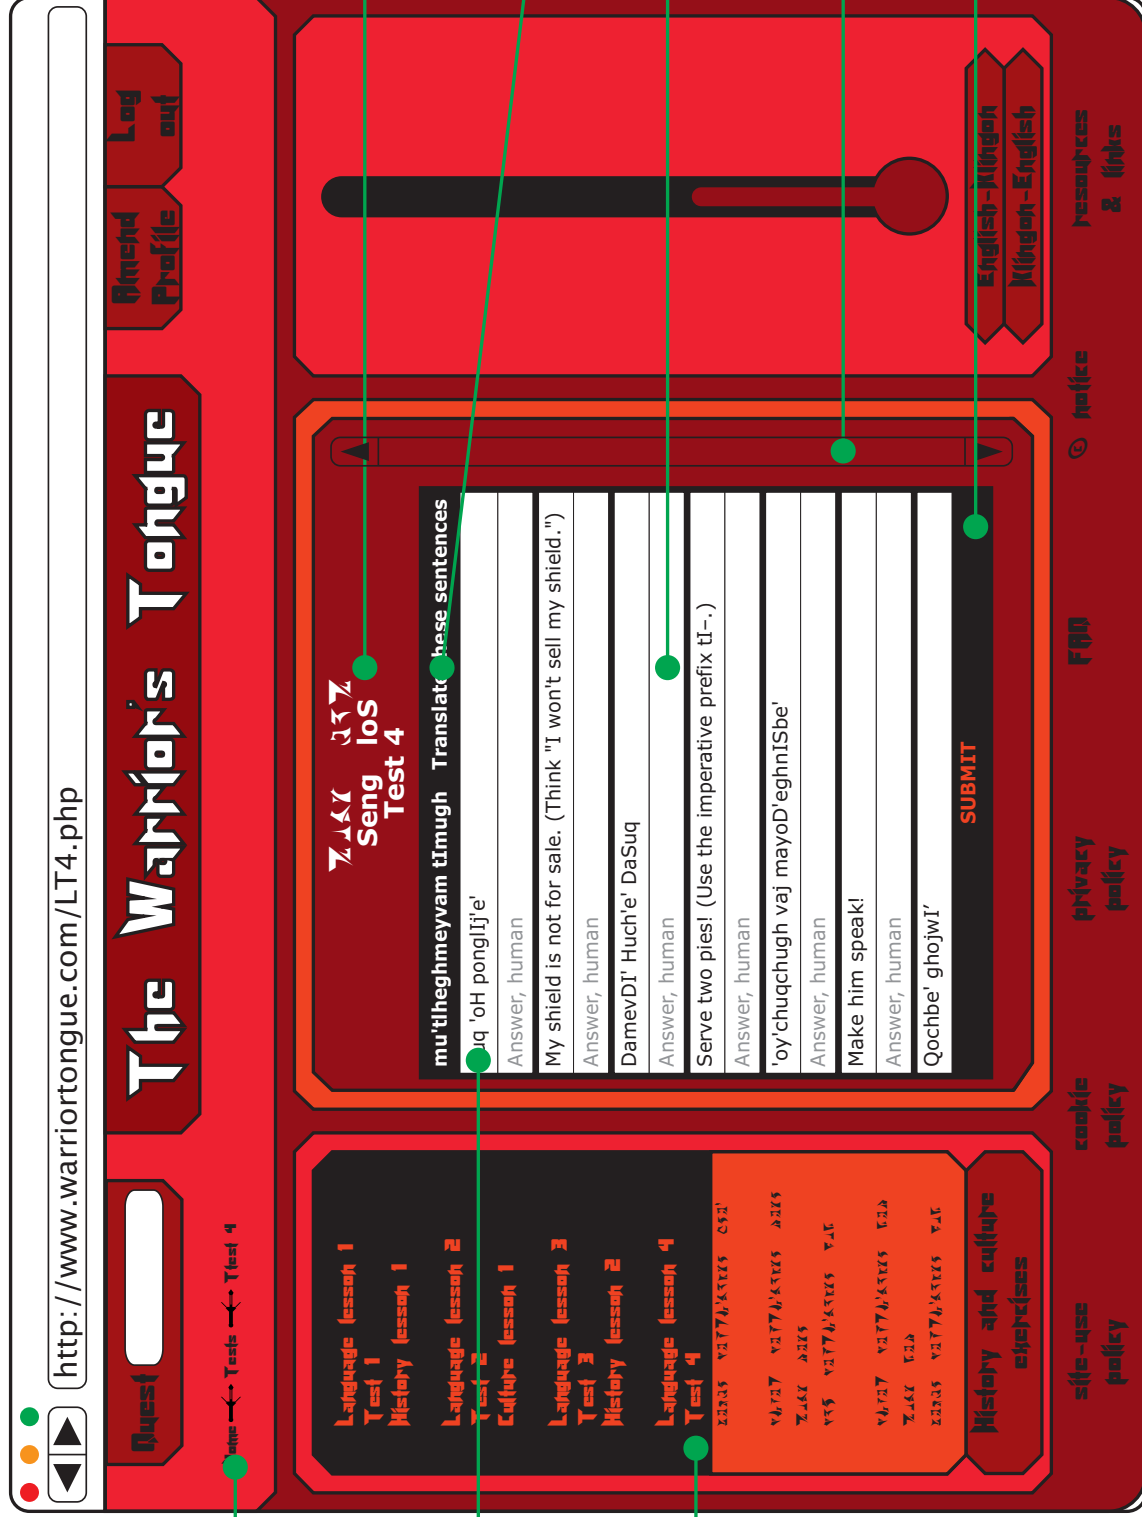 http://www.warriortongue.com/LT4.php
Quest
The Warrior's Tongue
Amend
Profile
Log
out
Tests
Test 4
Language lesson 1
Test 1
History lesson 1
Language lesson 2
Test 2
Culture lesson 1
Language lesson 3
Test 3
History lesson 2
Language lesson 4
Test 4
History and culture
exercises
Seng loS
Test 4
mu'tlheghmeyvam tImugh
these sentences
'oH ponglIj'e'
Answer, human
My shield is not for sale. (Think "I won't sell my shield.")
Answer, human
DamevDI' Huch'e' DaSuq
Answer, human
Serve two pies! (Use the imperative prefix tI–.)
Answer, human
'oy'chuqchugh vaj mayoD'eghnISbe'
Answer, human
Make him speak!
Answer, human
Qochbe' ghojwI’
SUBMIT
English-Klingon
Klingon-English
site-use
policy
cookie
policy
privacy
policy
FAQ
© notice
resources
& links